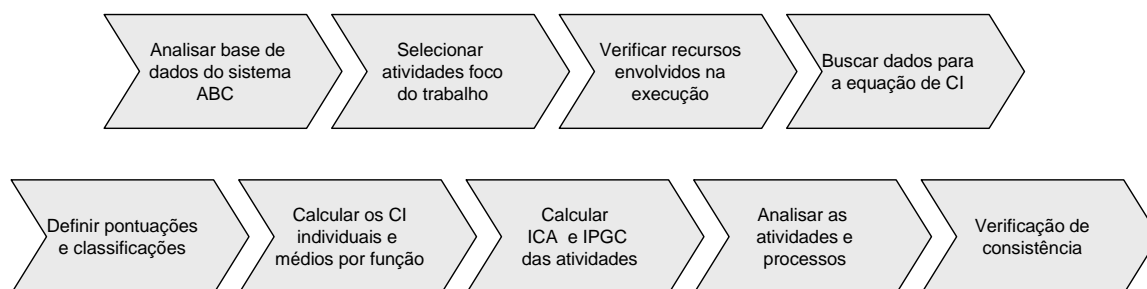 Analisar base de
dados do sistema
ABC
Selecionar
atividades foco
do trabalho
Verificar recursos
envolvidos na
execução
Buscar dados para
a equação de CI
Definir pontuações
e classificações
Calcular os CI
individuais e
médios por função
Calcular
ICA e IPGC
das atividades
Analisar as
atividades e
processos
Verificação de
consistência